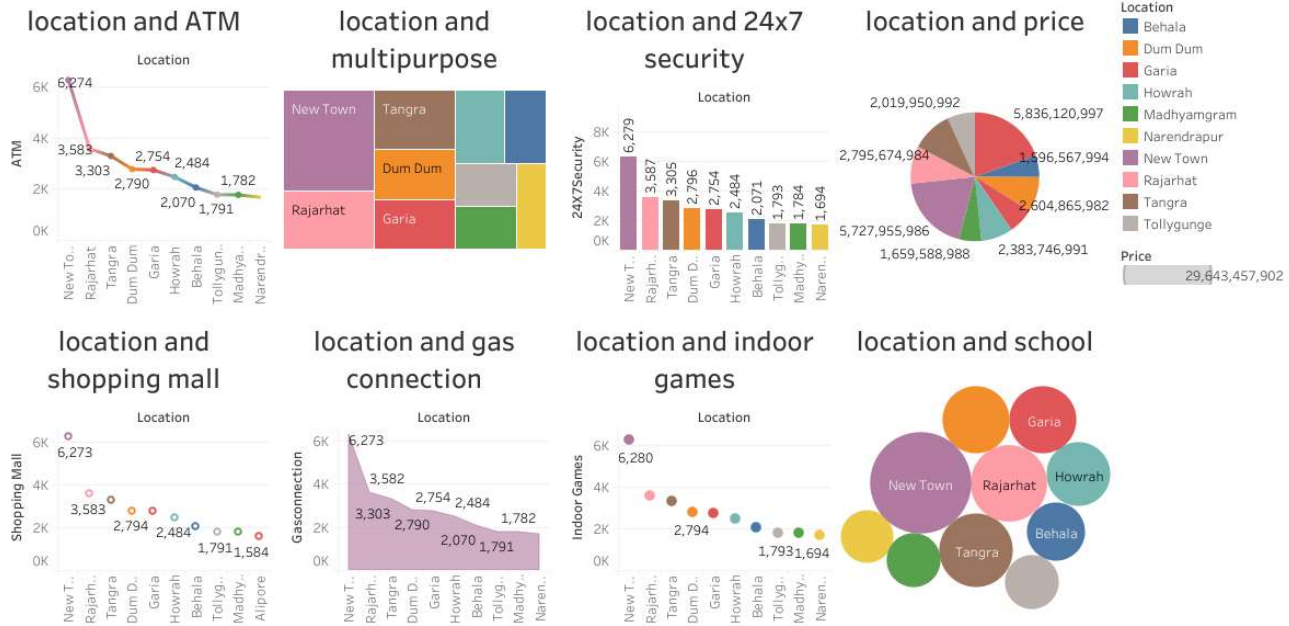 location and ATM
Location
ATM
6K
4K
2K
0K
6,274
3,583
3,303
2,790
2,754
2,484
2,070
1,791
1,782
New To..
Rajarhat
Tangra
Dum Dum
Garia
Howrah
Behala
Tollygun..
Madhya..
Narendr..
location and
multipurpose
New Town
Rajarhat
Tangra
Dum Dum
Garia
location and 24x7
security
Location
24X7Security
8K
6K
4K
2K
0K
6,279
3,587
3,305
2,796
2,754
2,484
2,071
1,793
1,784
1,694
New T..
Rajarh..
Tangra
Dum D..
Garia
Howrah
Behala
Tollyg..
Madhy..
Naren..
location and price
2,019,950,992
5,836,120,997
1,596,567,994
2,795,674,984
2,604,865,982
5,727,955,986
1,659,588,988
2,383,746,991
Location
Behala
Dum Dum
Garia
Howrah
Madhyamgram
Narendrapur
New Town
Rajarhat
Tangra
Tollygunge
Price
29,643,457,902
location and
shopping mall
Location
Shopping Mall
6K
4K
2K
0K
6,273
3,583
2,794
2,484
1,791
1,584
New T..
Rajarh..
Tangra
Dum D..
Garia
Howrah
Behala
Tollyg..
Madhy..
Alipore
location and gas
connection
Location
Gasconnection
6K
4K
2K
0K
6,273
3,582
3,303
2,790
2,754
2,484
2,070
1,791
1,782
New T..
Rajarh..
Tangra
Dum D..
Garia
Howrah
Behala
Tollyg..
Madhy..
Naren..
location and indoor
games
Location
Indoor Games
6K
4K
2K
0K
6,280
2,794
1,793
1,694
New T..
Rajarh..
Tangra
Dum D..
Garia
Howrah
Behala
Tollyg..
Madhy..
Naren..
location and school
Garia
New Town
Rajarhat
Howrah
Behala
Tangra